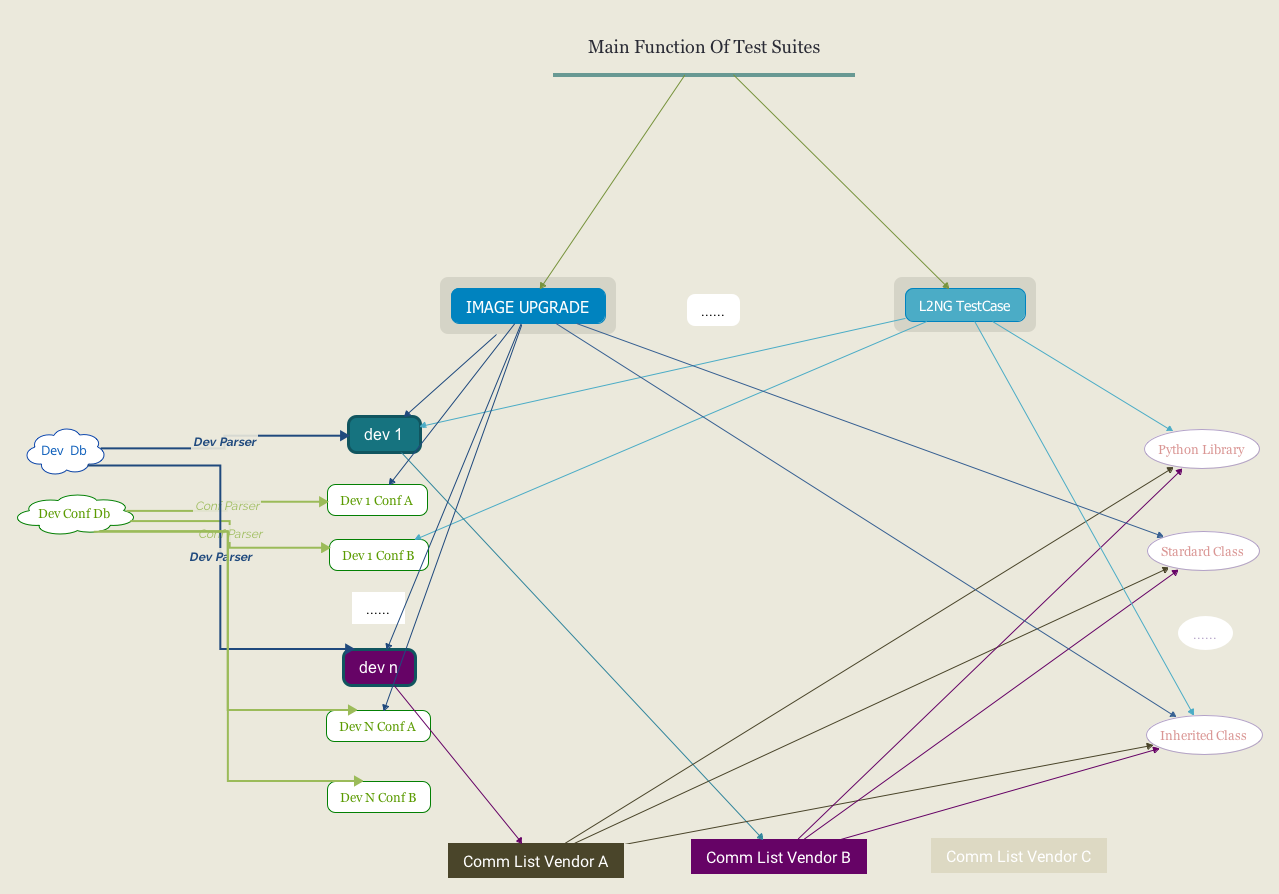 Main Function Of Test Suites
IMAGE UPGRADE
......
L2NG TestCase
dev 1
Dev Parser
Dev Db
Python Library
Dev 1 Conf A
Conf Parser
Dev Conf Db
Conf Parser
Dev 1 Conf B
Stardard Class
Dev Parser
......
......
dev n
Dev N Conf A
Inherited Class
Dev N Conf B
Comm List Vendor A
Comm List Vendor B
Comm List Vendor C